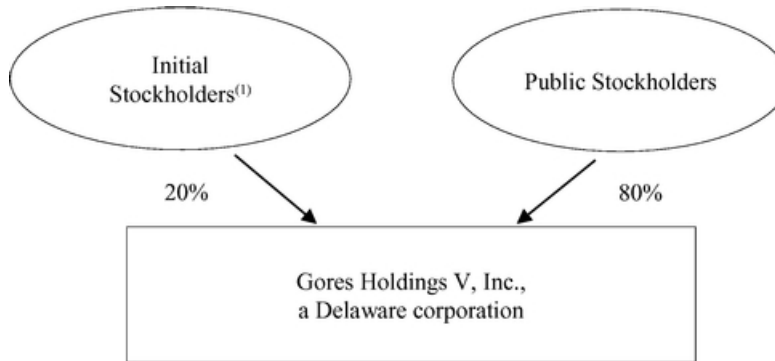 Initial
Stockholders(1)
Public Stockholders
20%
80%
Gores Holdings V, Inc.,
a Delaware corporation